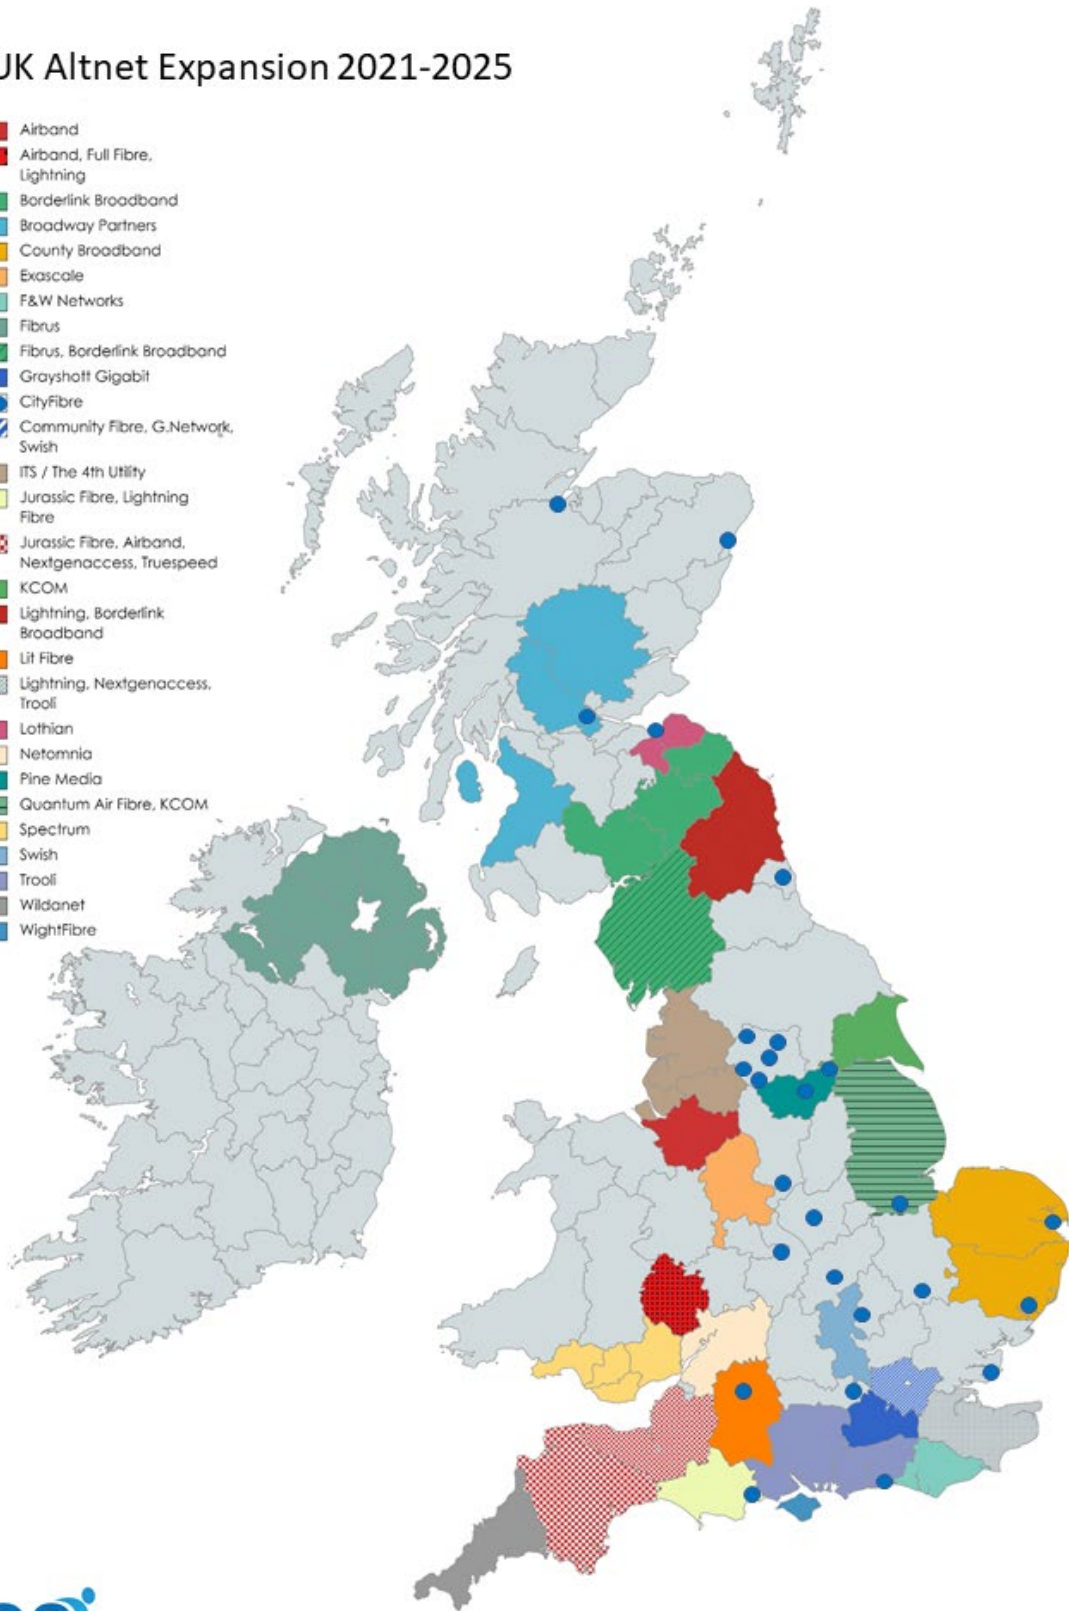 UK Altnet Expansion 2021-2025
Airband
Airband, Full Fibre,
Lightning
Borderlink Broadband
Broadway Partners
County Broadband
Exascale
F&W Networks
Fibrus
Fibrus, Borderlink Broadband
Grayshott Gigabit
CityFibre
Community Fibre, G.Network,
Swish
ITS / The 4th Utility
Jurassic Fibre, Lightning
Fibre
Jurassic Fibre, Airband,
Nextgenaccess, Truespeed
KCOM
Lightning, Borderlink
Broadband
Lit Fibre
Lightning, Nextgenaccess,
Trooli
Lothian
Netomnia
Pine Media
Quantum Air Fibre, KCOM
Spectrum
Swish
Trooli
Wildanet
WightFibre